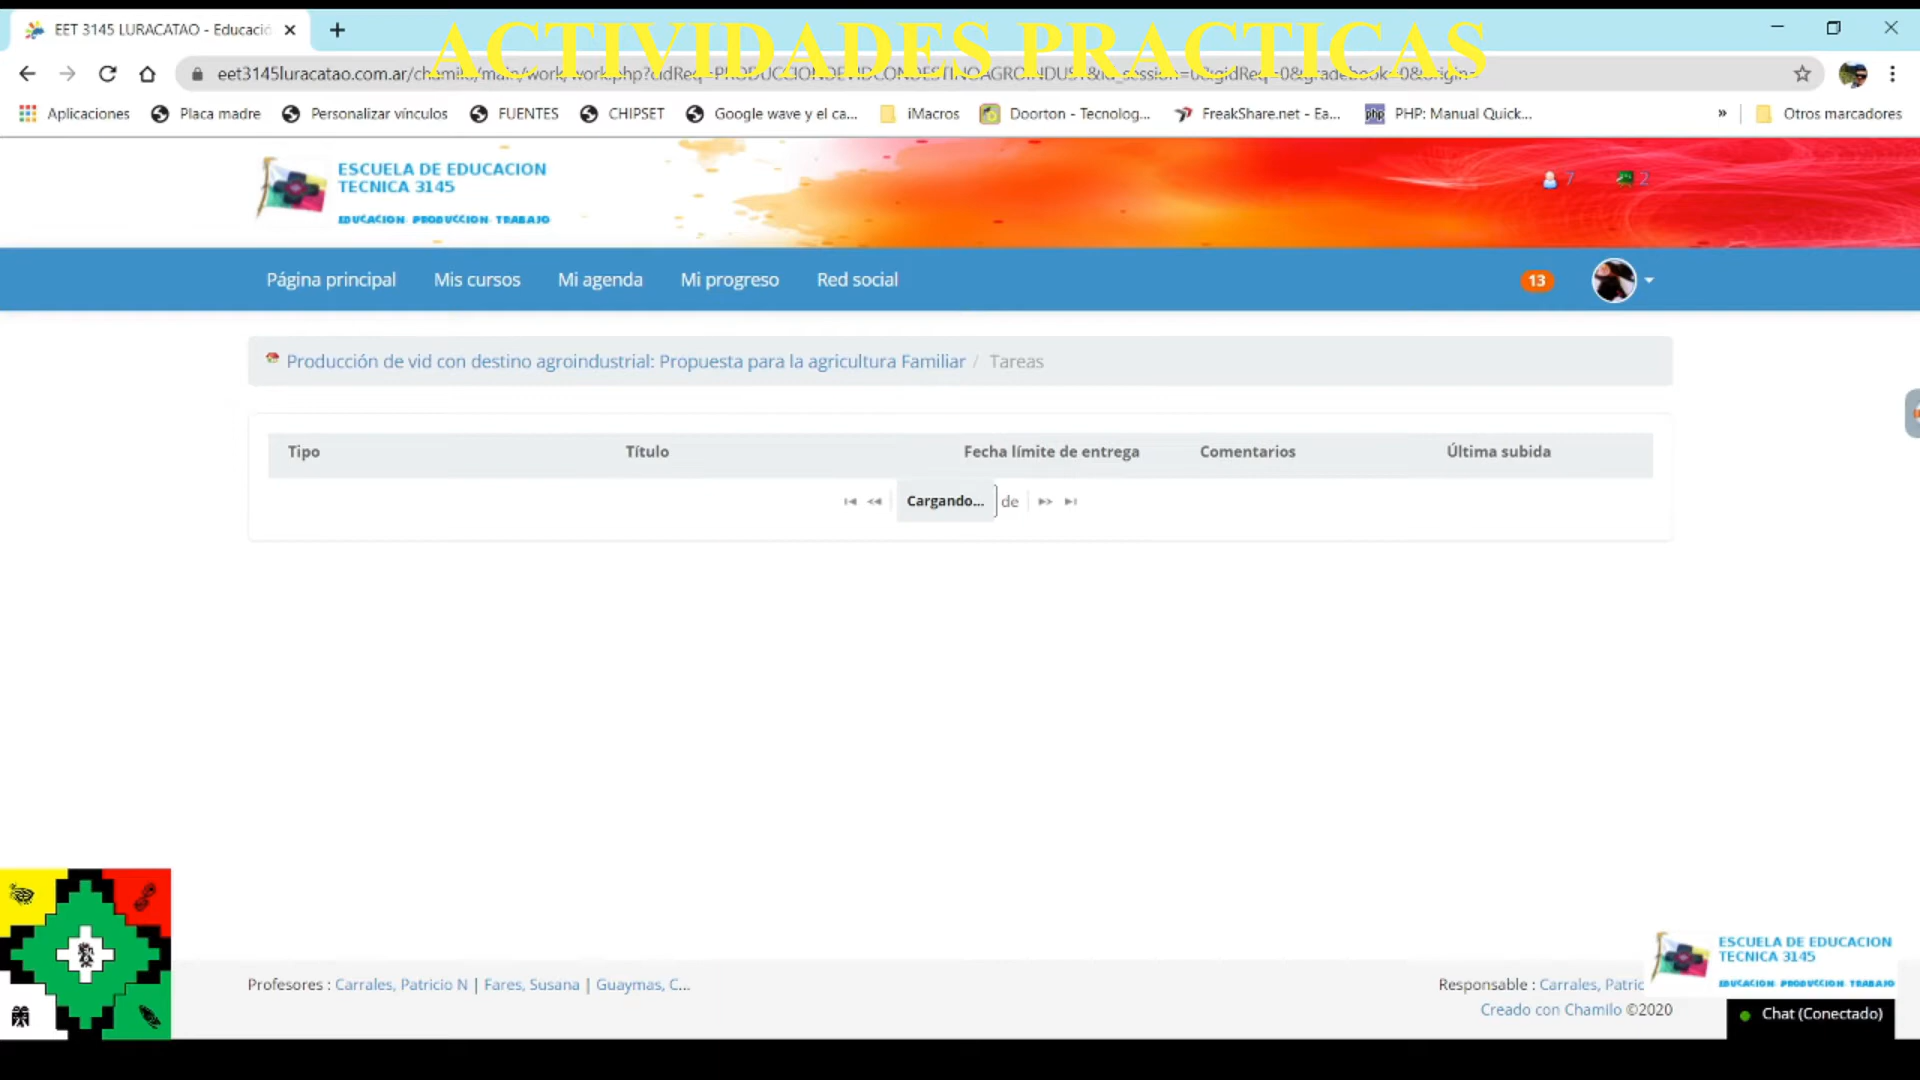 ACTIVIDADES PRACTICAS
EET 3145 LURACATAO - Educació
Aplicaciones
Placa madre
Personalizar vínculos
FUENTES
CHIPSET
Google wave y el ca...
iMacros
Doorton - Tecnolog...
FreakShare.net - Ea...
PHP: Manual Quick...
»
Otros marcadores
ESCUELA DE EDUCACION
TECNICA 3145
EDUCACION PRODUCCION TRABAJO
7
2
Página principal
Mis cursos
Mi agenda
Mi progreso
Red social
13
Producción de vid con destino agroindustrial: Propuesta para la agricultura Familiar / Tareas
Tipo
Título
Fecha límite de entrega
Comentarios
Última subida
Cargando...
de
Profesores : Carrales, Patricio N | Fares, Susana | Guaymas, C...
Responsable : Carrales, Patric
Creado con Chamilo ©2020
ESCUELA DE EDUCACION
TECNICA 3145
EDUCACION PRODUCCION TRABAJO
Chat (Conectado)